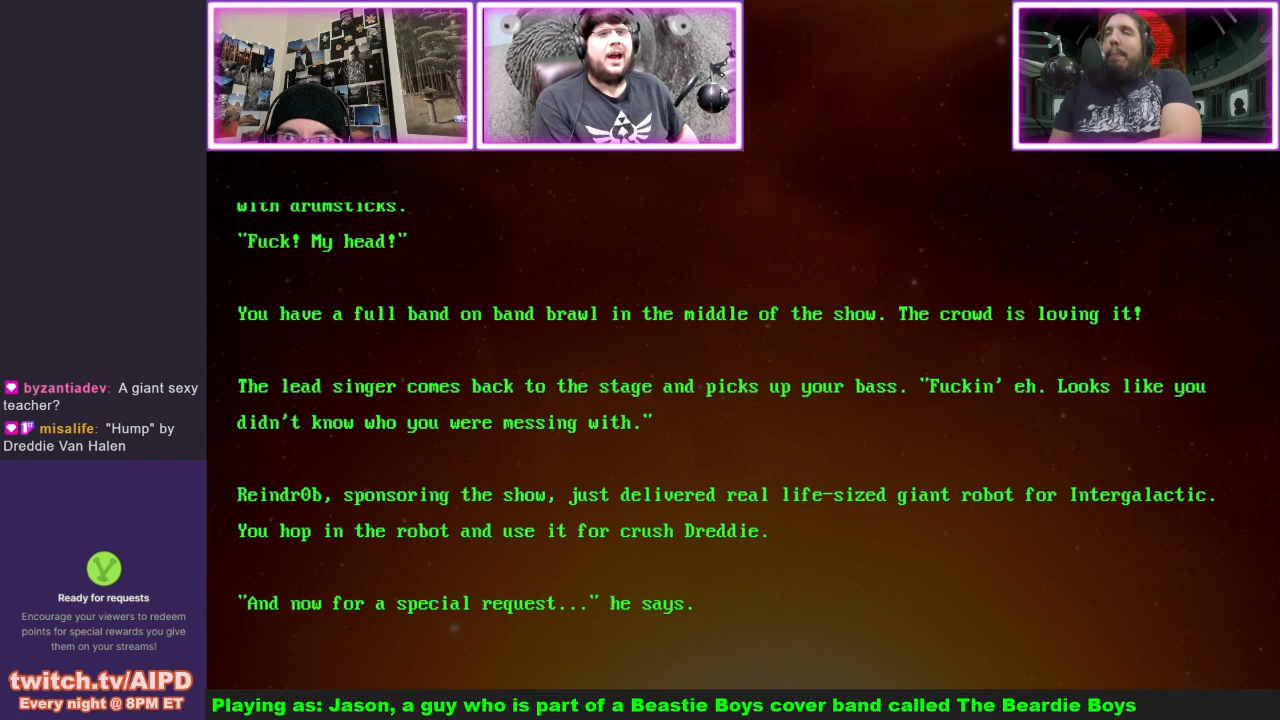 with drumsticks.
"Fuck! My head!"
You have a full band on band brawl in the middle of the show. The crowd is loving it!
The lead singer comes back to the stage and picks up your bass. "Fuckin' eh. Looks like you
didn't know who you were messing with."
Reindr0b, sponsoring the show, just delivered real life-sized giant robot for Intergalactic.
You hop in the robot and use it for crush Dreddie.
"And now for a special request..." he says.
byzantiadev: A giant sexy
teacher?
misalife: "Hump" by
Dreddie Van Halen
Ready for requests
Encourage your viewers to redeem
points for special rewards you give
them on your streams!
twitch.tv/AIPD
Every night @ 8PM ET
Playing as: Jason, a guy who is part of a Beastie Boys cover band called The Beardie Boys